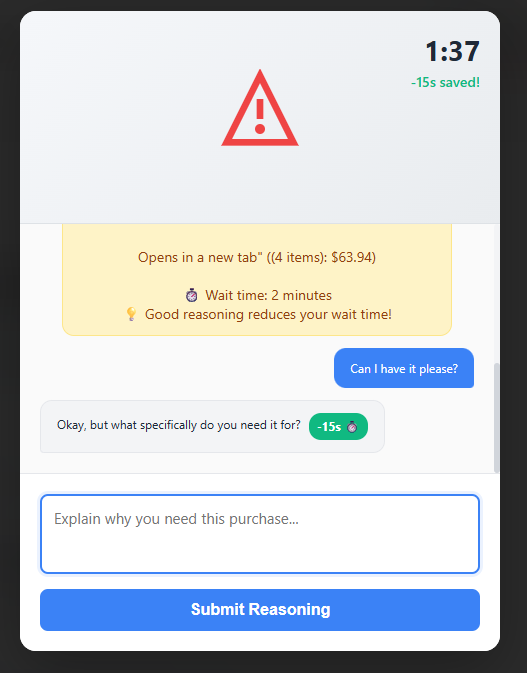 1:37
-15s saved!
Opens in a new tab" ((4 items): $63.94)
Wait time: 2 minutes
Good reasoning reduces your wait time!
Can I have it please?
Okay, but what specifically do you need it for? -15s
Explain why you need this purchase...
Submit Reasoning